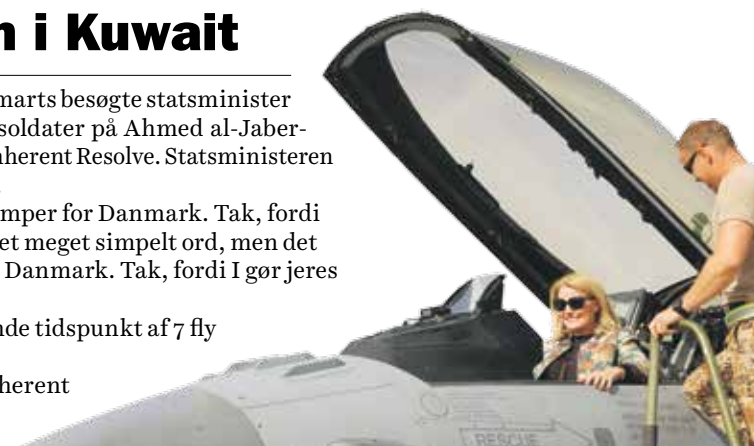 n i Kuwait
marts besøgte statsminister
soldater på Ahmed al-Jaber-
nherent Resolve. Statsministeren
mper for Danmark. Tak, fordi
et meget simpelt ord, men det
Danmark. Tak, fordi I gør jeres
nde tidspunkt af 7 fly
herent
RESCUE